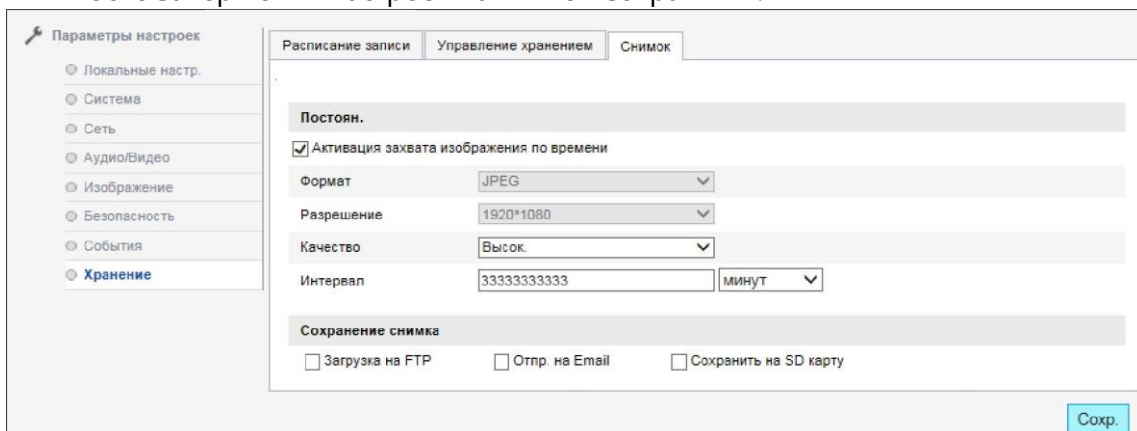 Параметры настроек
Локальные настр.
Система
Сеть
Аудио/Видео
Изображение
Безопасность
События
Хранение
Расписание записи Управление хранением Снимок
Постоян.
Активация захвата изображения по времени
Формат JPEG
Разрешение 1920*1080
Качество Высок.
Интервал 33333333333 минут
Сохранение снимка
Загрузка на FTP Отпр. на Email Сохранить на SD карту
Сохр.